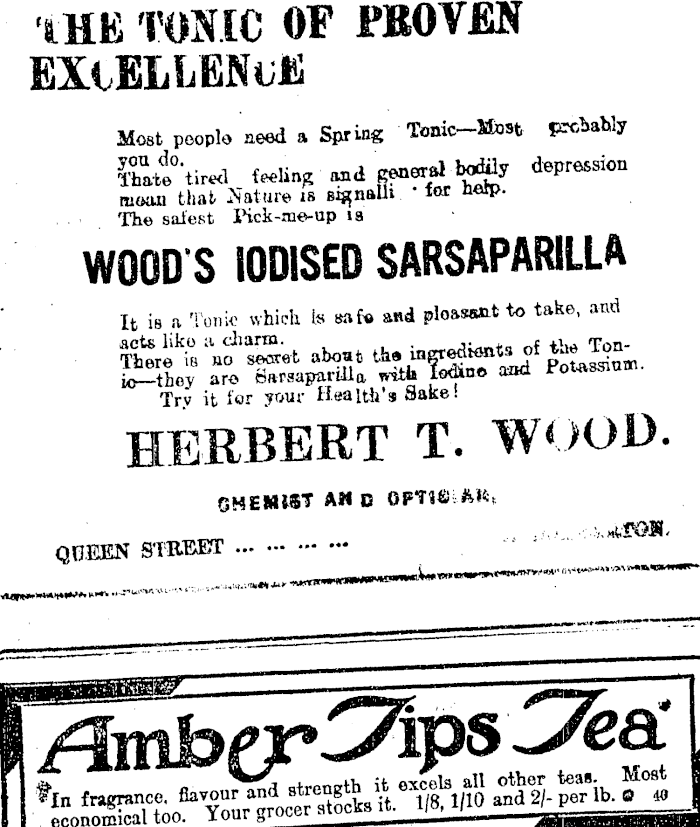 THE TONIC OF PROVEN
EXCELLENCE
Most people need a Spring Tonic—Most probably
you do.
Thate tired feeling and general bodily depression
mean that Nature is signalli for help.
The safest Pick-me-up is
WOOD'S IODISED SARSAPARILLA
It is a Tonic which is safe and pleasant to take, and
acts like a charm.
There is no secret about the ingredients of the Ton-
ic—they are Sarsaparilla with Iodine and Potassium.
Try it for your Health's Sake!
HERBERT T. WOOD.
CHEMIST AND OPTICIAN,
QUEEN STREET ... ... ... ...
Amber Tips Tea
In fragrance, flavour and strength it excels all other teas. Most
economical too. Your grocer stocks it. 1/8, 1/10 and 2/- per lb. 40